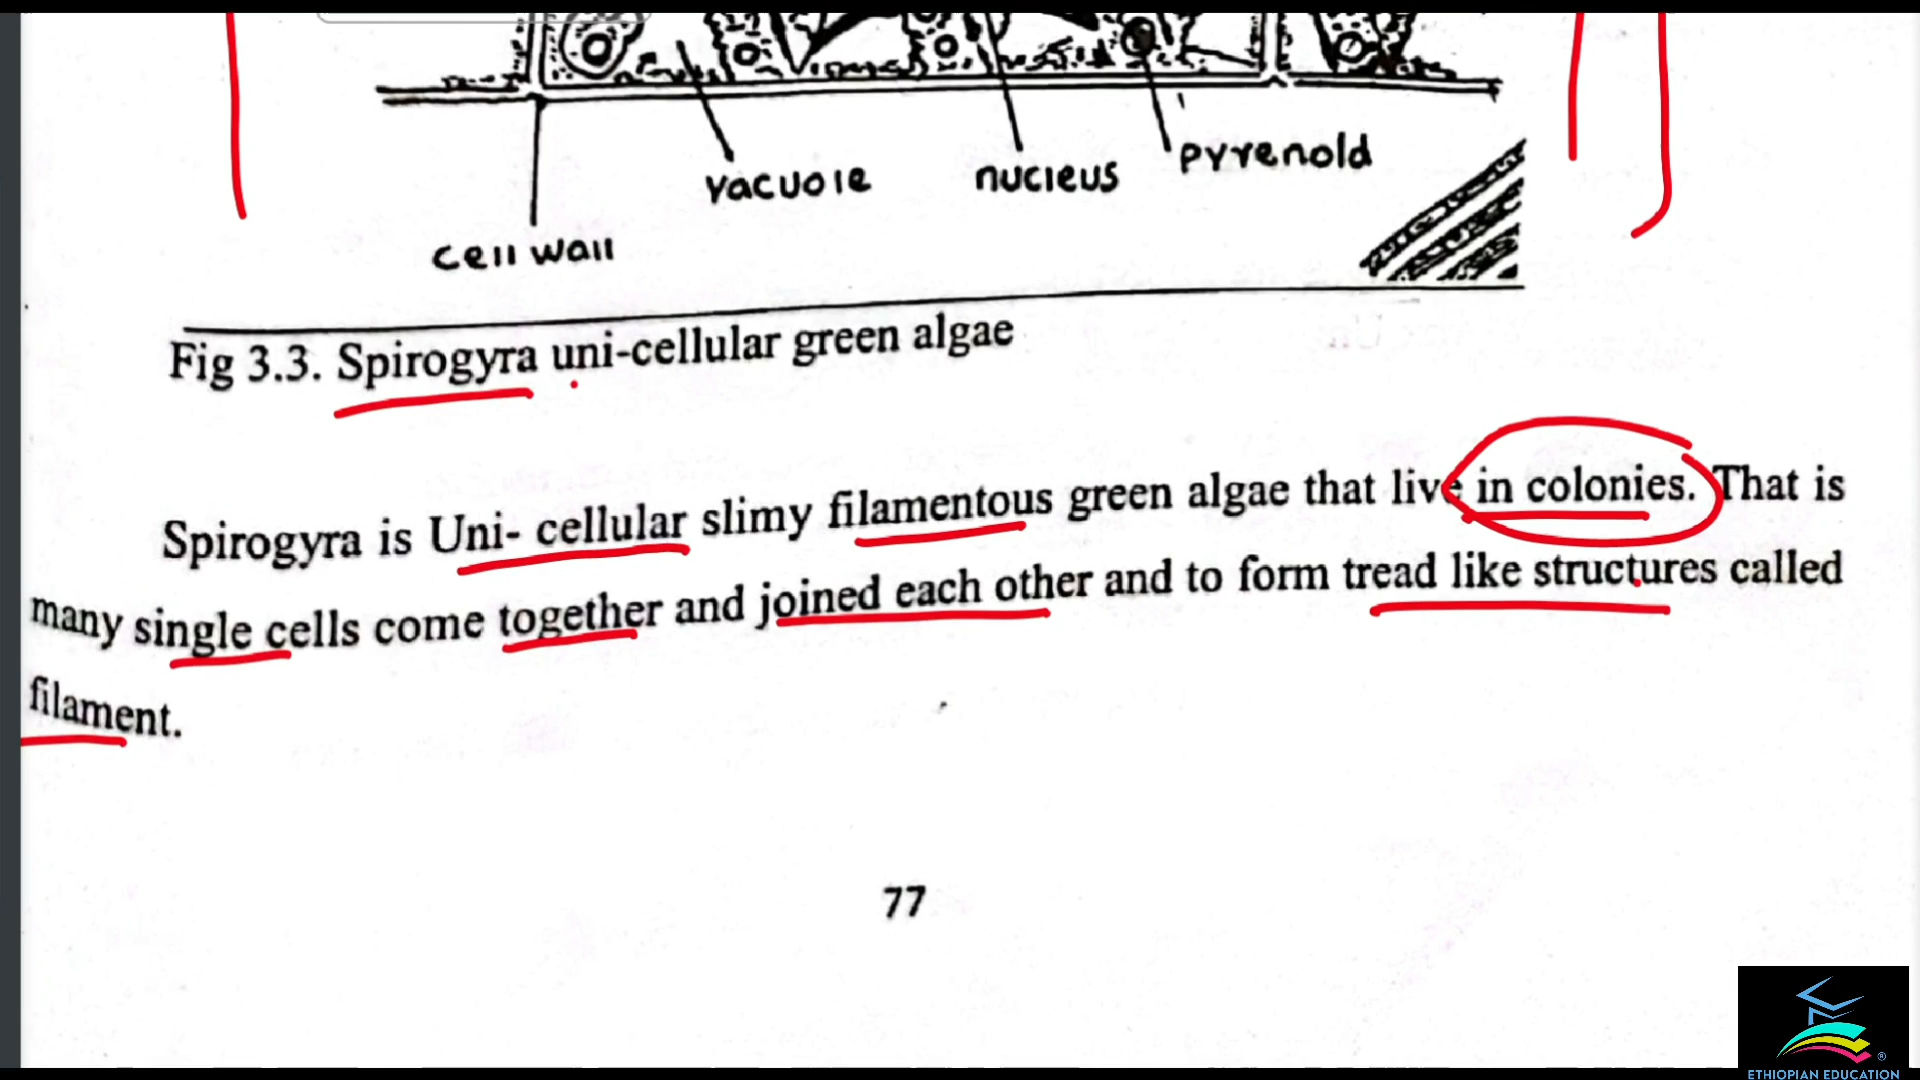 vacuole
nucleus
pyrenold
cell wall
Fig 3.3. Spirogyra uni-cellular green algae
Spirogyra is Uni- cellular slimy filamentous green algae that live in colonies. That is
many single cells come together and joined each other and to form tread like structures called
filament.
77
®
ETHIOPIAN EDUCATION